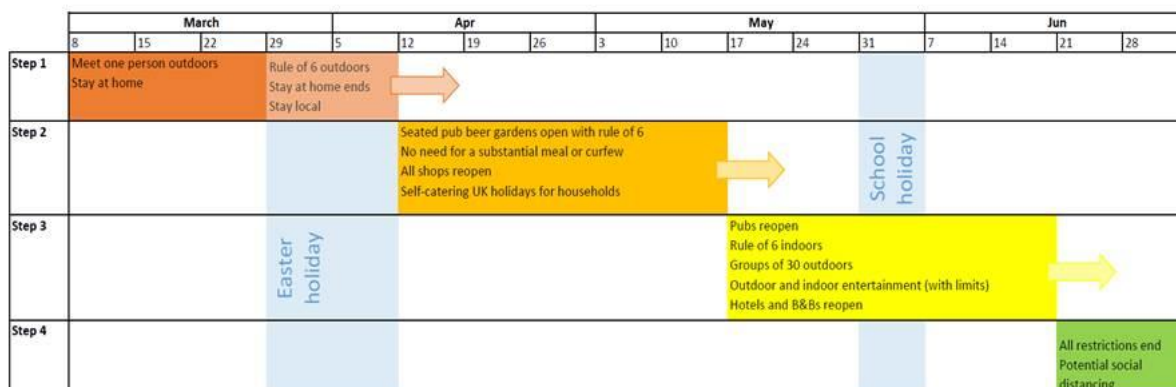 March Apr May Jun
8 15 22 29 5 12 19 26 3 10 17 24 31 7 14 21 28
Step 1
Meet one person outdoors
Stay at home
Rule of 6 outdoors
Stay at home ends
Stay local
Step 2
Seated pub beer gardens open with rule of 6
No need for a substantial meal or curfew
All shops reopen
Self-catering UK holidays for households
School
holiday
Step 3
Easter
holiday
Pubs reopen
Rule of 6 indoors
Groups of 30 outdoors
Outdoor and indoor entertainment (with limits)
Hotels and B&Bs reopen
Step 4
All restrictions end
Potential social
distancing